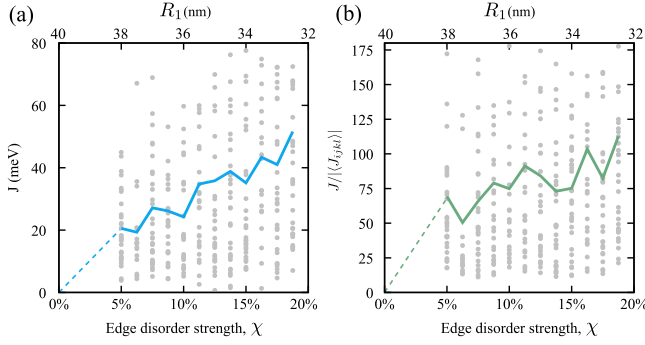 (a)
R₁(nm)
40 38 36 34 32
80
60
40
20
0
J (meV)
0% 5% 10% 15% 20%
Edge disorder strength, χ
(b)
R₁(nm)
40 38 36 34 32
175
150
125
100
75
50
25
0
J/|⟨J_{ijkl}⟩|
0% 5% 10% 15% 20%
Edge disorder strength, χ